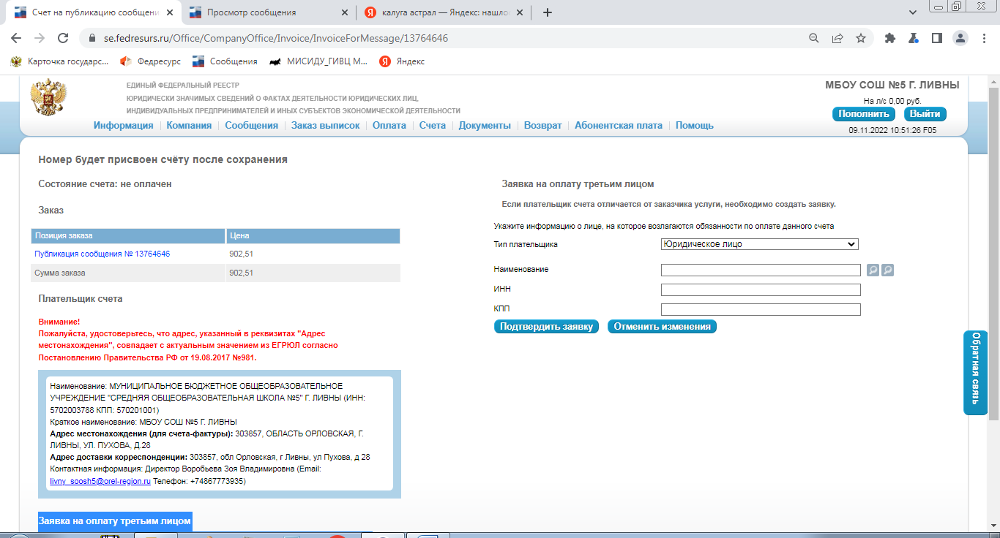 Счет на публикацию сообщени
Просмотр сообщения
калуга астрал — Яндекс: нашло
se.fedresurs.ru/Office/CompanyOffice/Invoice/InvoiceForMessage/13764646
Карточка государс...
Федресурс
Сообщения
МИСИДУ_ГИВЦ М...
Яндекс
ЕДИНЫЙ ФЕДЕРАЛЬНЫЙ РЕЕСТР
ЮРИДИЧЕСКИ ЗНАЧИМЫХ СВЕДЕНИЙ О ФАКТАХ ДЕЯТЕЛЬНОСТИ ЮРИДИЧЕСКИХ ЛИЦ,
ИНДИВИДУАЛЬНЫХ ПРЕДПРИНИМАТЕЛЕЙ И ИНЫХ СУБЪЕКТОВ ЭКОНОМИЧЕСКОЙ ДЕЯТЕЛЬНОСТИ
МБОУ СОШ №5 Г. ЛИВНЫ
На л/с 0,00 руб.
Пополнить Выйти
09.11.2022 10:51:26 F05
Информация Компания Сообщения Заказ выписок Оплата Счета Документы Возврат Абонентская плата Помощь
Номер будет присвоен счёту после сохранения
Состояние счета: не оплачен
Заказ
Позиция заказа Цена
Публикация сообщения № 13764646 902,51
Сумма заказа 902,51
Плательщик счета
Внимание!
Пожалуйста, удостоверьтесь, что адрес, указанный в реквизитах "Адрес
местонахождения", совпадает с актуальным значением из ЕГРЮЛ согласно
Постановлению Правительства РФ от 19.08.2017 №981.
Наименование: МУНИЦИПАЛЬНОЕ БЮДЖЕТНОЕ ОБЩЕОБРАЗОВАТЕЛЬНОЕ
УЧРЕЖДЕНИЕ "СРЕДНЯЯ ОБЩЕОБРАЗОВАТЕЛЬНАЯ ШКОЛА №5" Г. ЛИВНЫ (ИНН:
5702003788 КПП: 570201001)
Краткое наименование: МБОУ СОШ №5 Г. ЛИВНЫ
Адрес местонахождения (для счета-фактуры): 303857, ОБЛАСТЬ ОРЛОВСКАЯ, Г.
ЛИВНЫ, УЛ. ПУХОВА, Д.28
Адрес доставки корреспонденции: 303857, обл Орловская, г Ливны, ул Пухова, д 28
Контактная информация: Директор Воробьева Зоя Владимировна (Email:
livny_soosh5@orel-region.ru Телефон: +74867773935)
Заявка на оплату третьим лицом
Заявка на оплату третьим лицом
Если плательщик счета отличается от заказчика услуги, необходимо создать заявку.
Укажите информацию о лице, на которое возлагаются обязанности по оплате данного счета
Тип плательщика Юридическое лицо
Наименование
ИНН
КПП
Подтвердить заявку Отменить изменения
Обратная связь